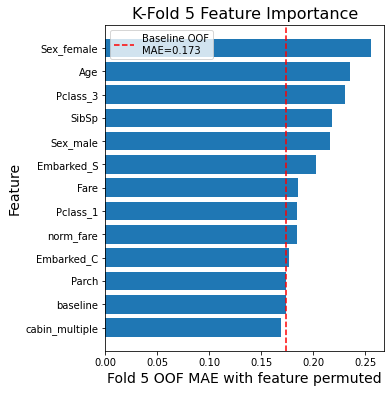 K-Fold 5 Feature Importance
Baseline OOF
MAE=0.173
Feature
Sex_female
Age
Pclass_3
SibSp
Sex_male
Embarked_S
Fare
Pclass_1
norm_fare
Embarked_C
Parch
baseline
cabin_multiple
0.00 0.05 0.10 0.15 0.20 0.25
Fold 5 OOF MAE with feature permuted